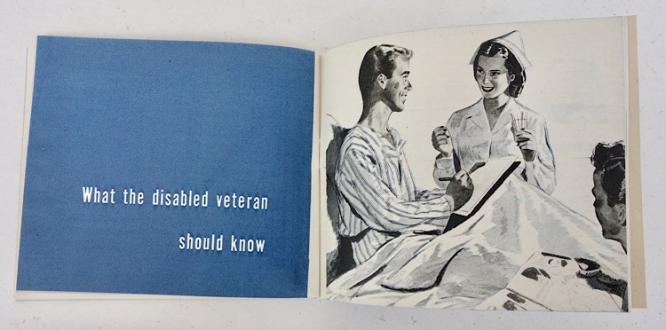 What the disabled veteran
should know